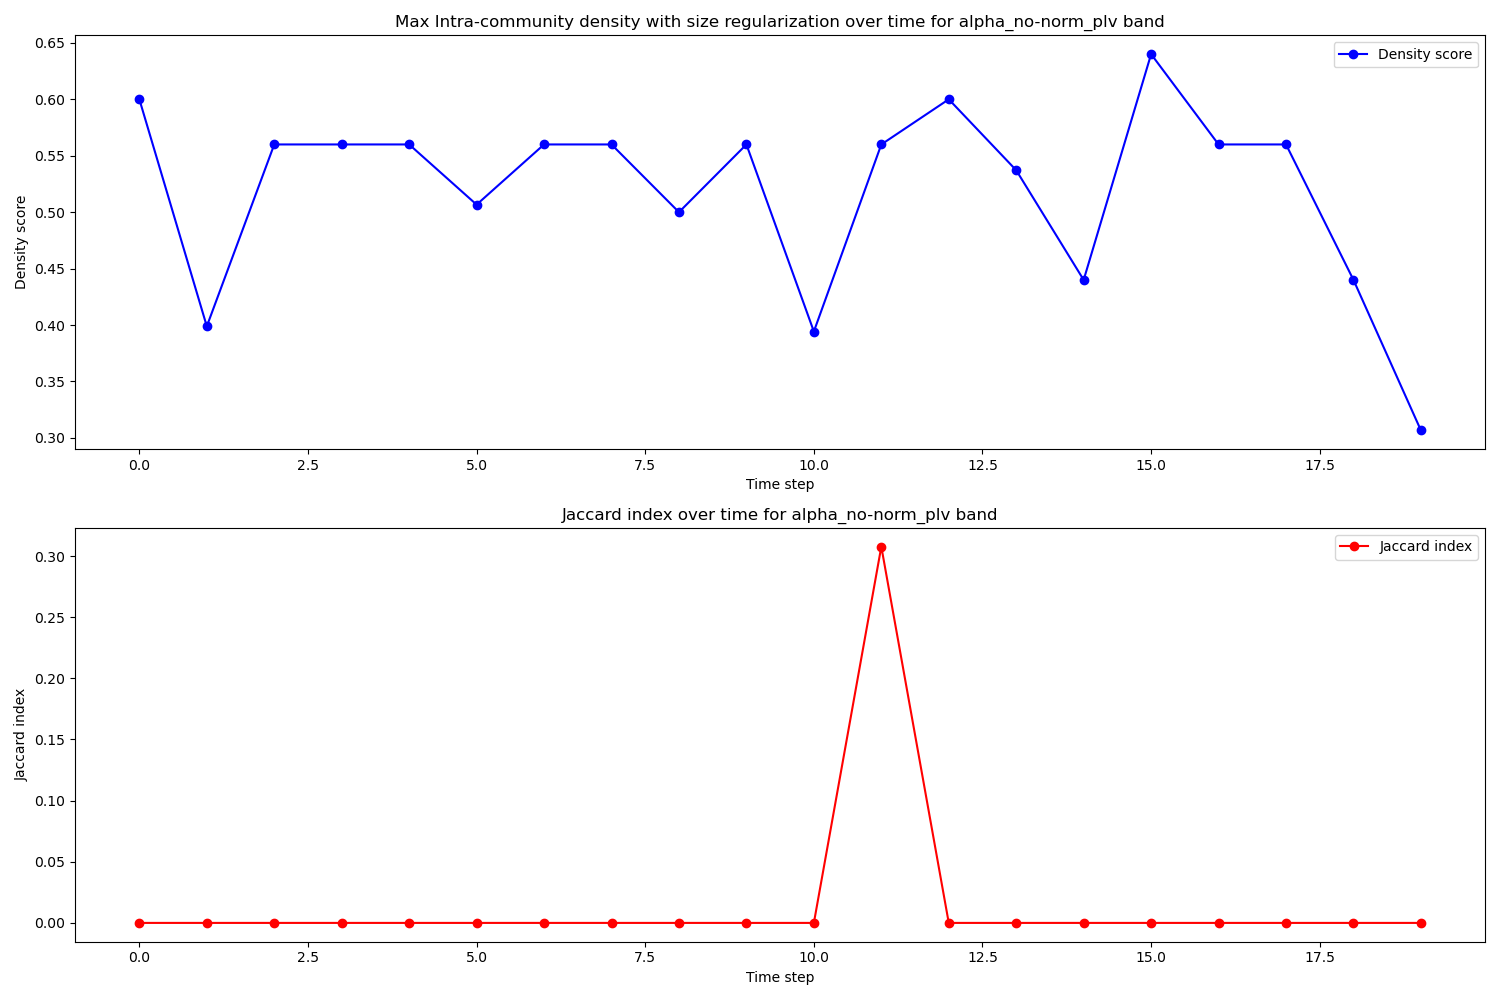 Max Intra-community density with size regularization over time for alpha_no-norm_plv band
Density score
0.65
0.60
0.55
0.50
0.45
0.40
0.35
0.30
Density score
0.0 2.5 5.0 7.5 10.0 12.5 15.0 17.5
Time step
Jaccard index over time for alpha_no-norm_plv band
Jaccard index
0.30
0.25
0.20
0.15
0.10
0.05
0.00
Jaccard index
0.0 2.5 5.0 7.5 10.0 12.5 15.0 17.5
Time step